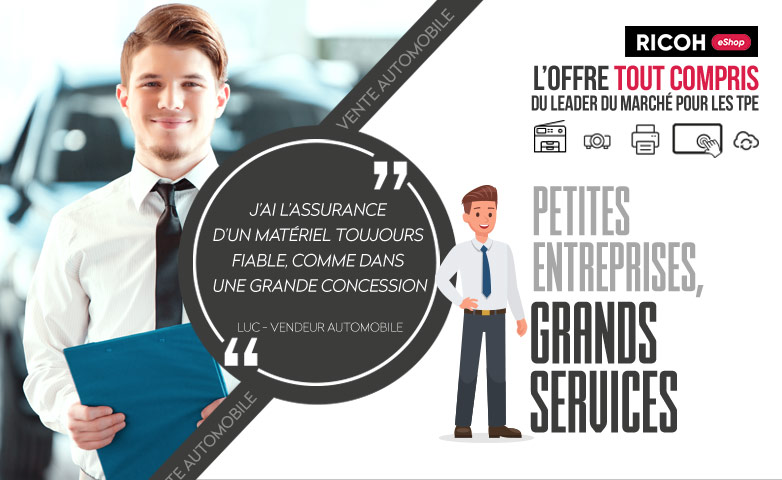 VENTE AUTOMOBILE
RICOH eShop
L'OFFRE TOUT COMPRIS
DU LEADER DU MARCHÉ POUR LES TPE
”
J'AI L'ASSURANCE
D'UN MATÉRIEL TOUJOURS
FIABLE, COMME DANS
UNE GRANDE CONCESSION
LUC - VENDEUR AUTOMOBILE
“
PETITES
ENTREPRISES,
GRANDS
SERVICES
TE AUTOMOBILE